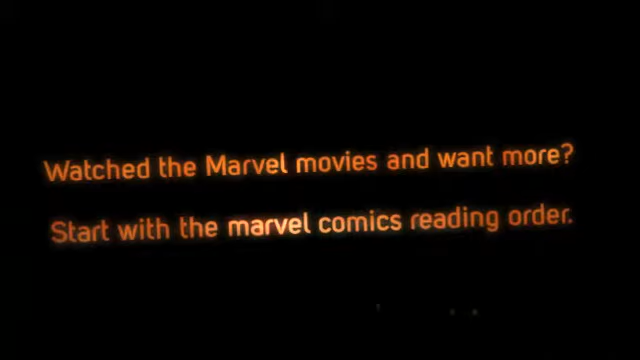 Watched the Marvel movies and want more?
Start with the marvel comics reading order.